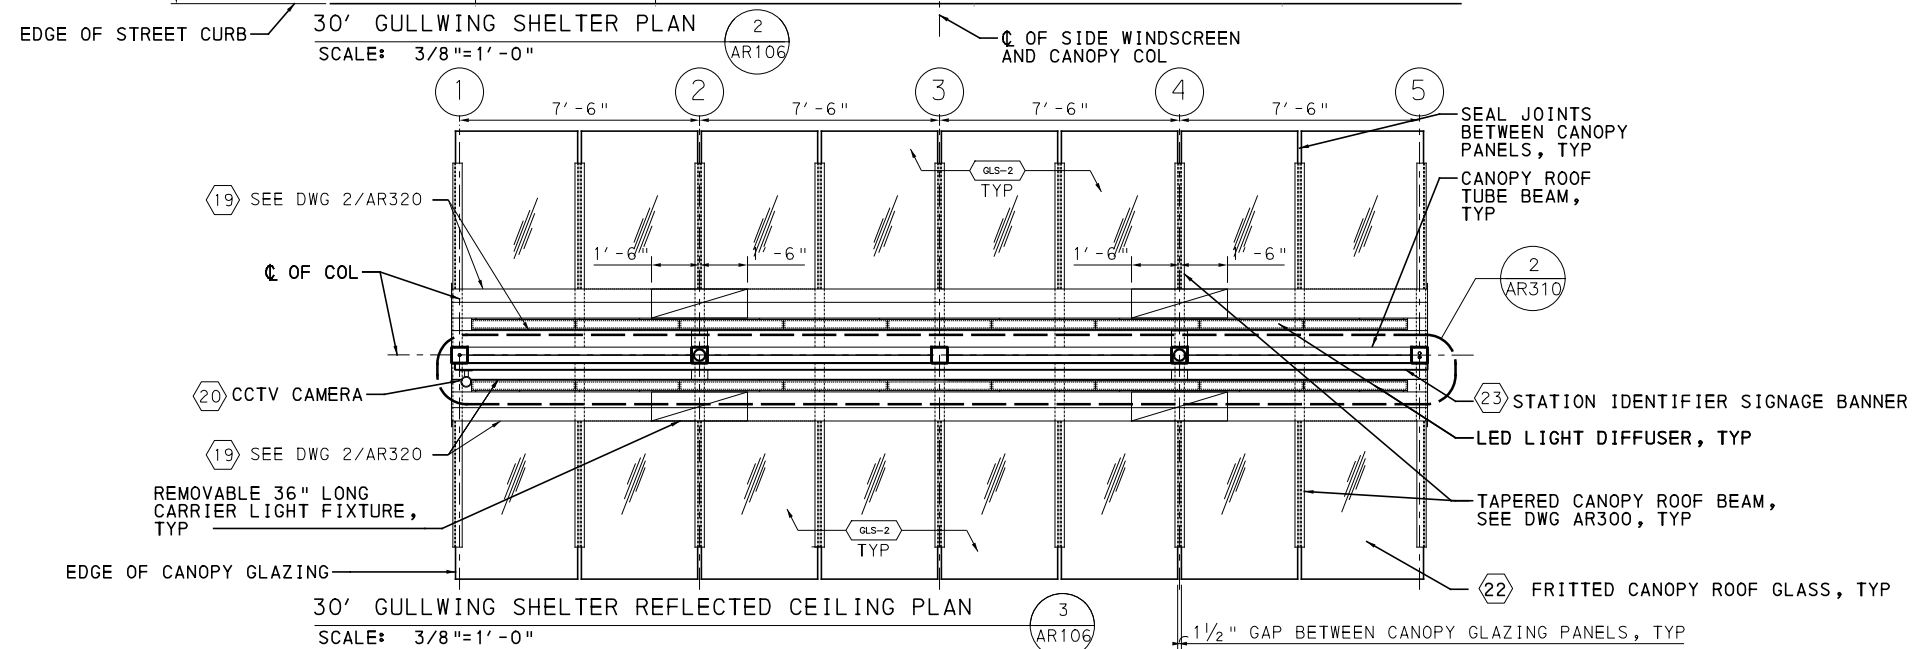 EDGE OF STREET CURB
30' GULLWING SHELTER PLAN
SCALE: 3/8"=1'-0"
2
AR106
℄ OF SIDE WINDSCREEN
AND CANOPY COL
1
2
3
4
5
7'-6"
7'-6"
7'-6"
7'-6"
SEAL JOINTS
BETWEEN CANOPY
PANELS, TYP
CANOPY ROOF
TUBE BEAM,
TYP
GLS-2
TYP
19 SEE DWG 2/AR320
1'-6"
1'-6"
1'-6"
1'-6"
℄ OF COL
2
AR310
20 CCTV CAMERA
23 STATION IDENTIFIER SIGNAGE BANNER
LED LIGHT DIFFUSER, TYP
19 SEE DWG 2/AR320
REMOVABLE 36" LONG
CARRIER LIGHT FIXTURE,
TYP
TAPERED CANOPY ROOF BEAM,
SEE DWG AR300, TYP
GLS-2
TYP
EDGE OF CANOPY GLAZING
22 FRITTED CANOPY ROOF GLASS, TYP
30' GULLWING SHELTER REFLECTED CEILING PLAN
SCALE: 3/8"=1'-0"
3
AR106
1½" GAP BETWEEN CANOPY GLAZING PANELS, TYP